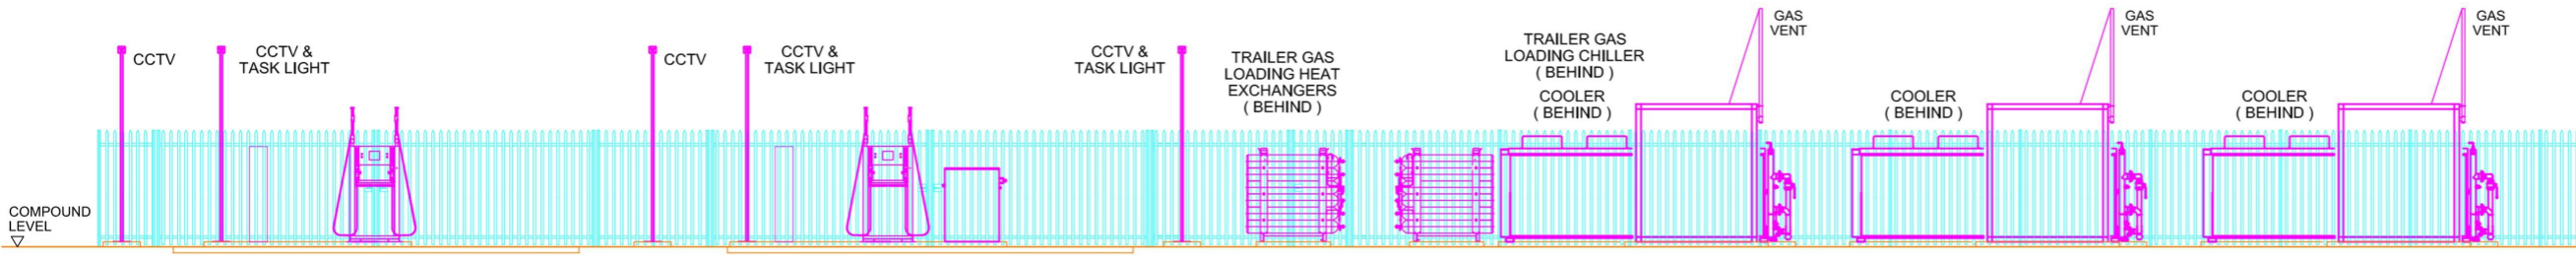 CCTV
CCTV &
TASK LIGHT
CCTV
CCTV &
TASK LIGHT
CCTV &
TASK LIGHT
TRAILER GAS
LOADING HEAT
EXCHANGERS
( BEHIND )
TRAILER GAS
LOADING CHILLER
( BEHIND )
COOLER
( BEHIND )
GAS
VENT
COOLER
( BEHIND )
GAS
VENT
COOLER
( BEHIND )
GAS
VENT
COMPOUND
LEVEL